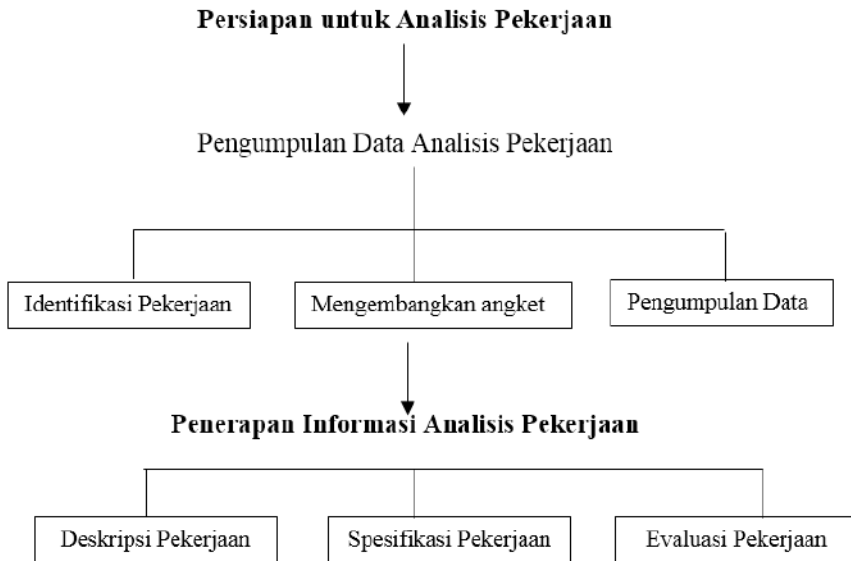 Persiapan untuk Analisis Pekerjaan
Pengumpulan Data Analisis Pekerjaan
Identifikasi Pekerjaan
Mengembangkan angket
Pengumpulan Data
Penerapan Informasi Analisis Pekerjaan
Deskripsi Pekerjaan
Spesifikasi Pekerjaan
Evaluasi Pekerjaan